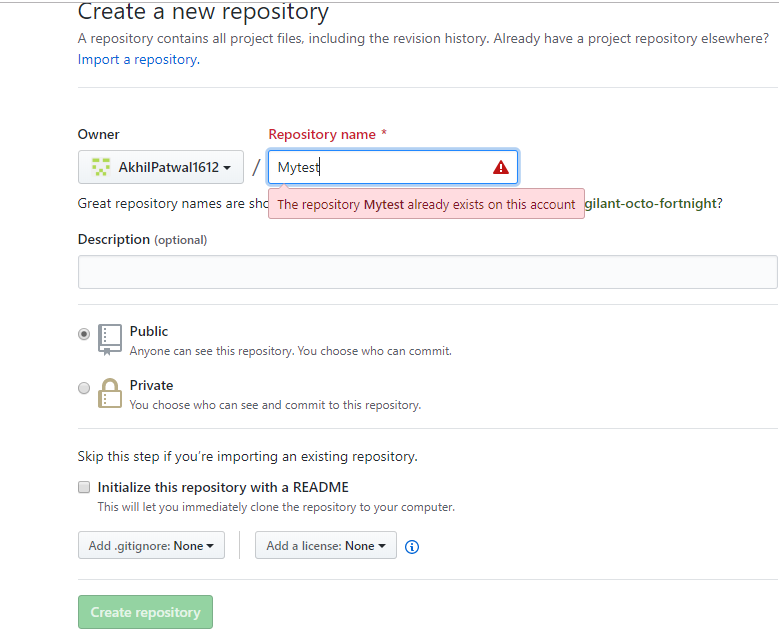 Create a new repository
A repository contains all project files, including the revision history. Already have a project repository elsewhere?
Import a repository.
Owner
Repository name *
AkhilPatwal1612 / Mytest
Great repository names are
The repository Mytest already exists on this account
gilant-octo-fortnight?
Description (optional)
Public
Anyone can see this repository. You choose who can commit.
Private
You choose who can see and commit to this repository.
Skip this step if you're importing an existing repository.
Initialize this repository with a README
This will let you immediately clone the repository to your computer.
Add .gitignore: None
Add a license: None
Create repository